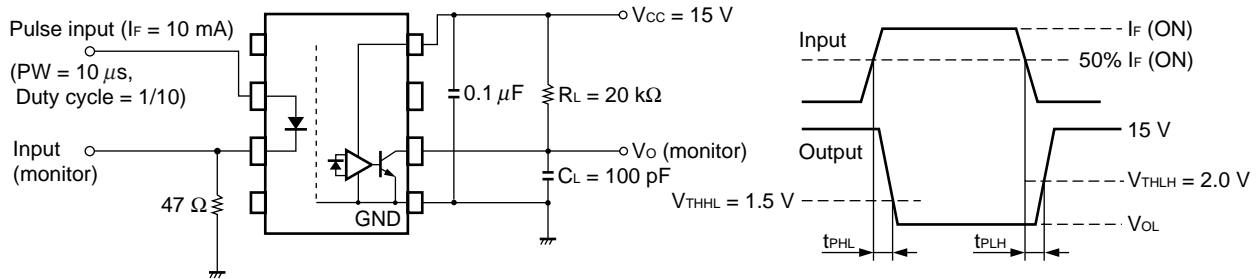 Pulse input (IF = 10 mA)
(PW = 10 μs,
Duty cycle = 1/10)
Input
(monitor)
47 Ω
GND
0.1 μF
VCC = 15 V
RL = 20 kΩ
VO (monitor)
CL = 100 pF
Input
IF (ON)
50% IF (ON)
Output
15 V
VTHHL = 1.5 V
VTHLH = 2.0 V
VOL
tPHL
tPLH